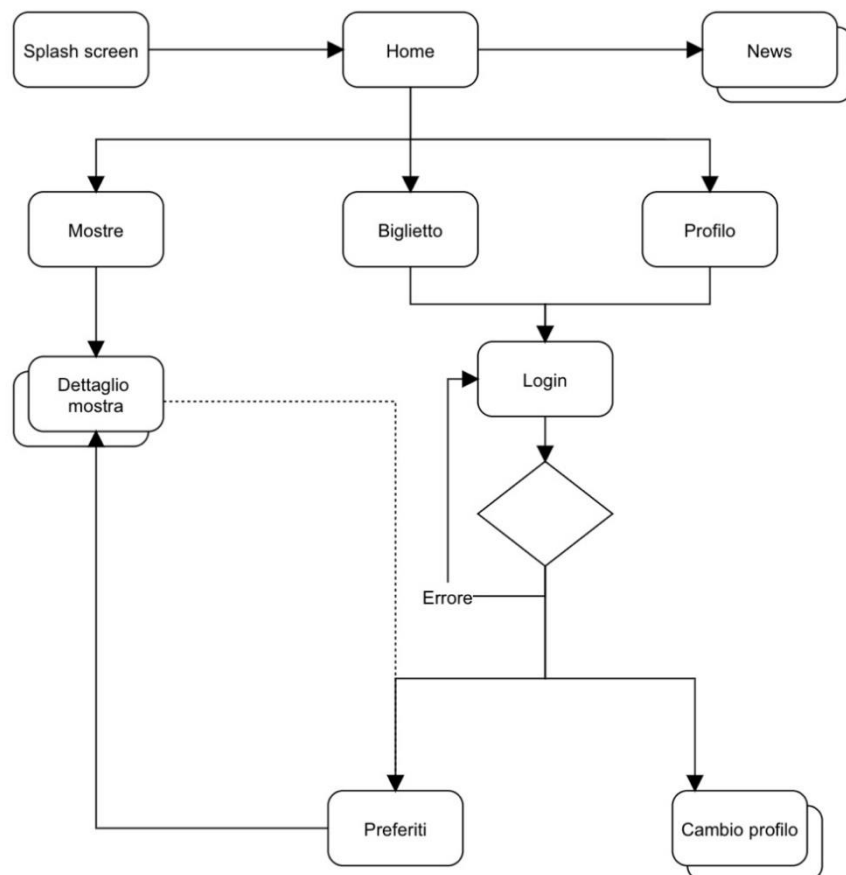 Splash screen
Home
News
Mostre
Biglietto
Profilo
Dettaglio
mostra
Login
Errore
Preferiti
Cambio profilo